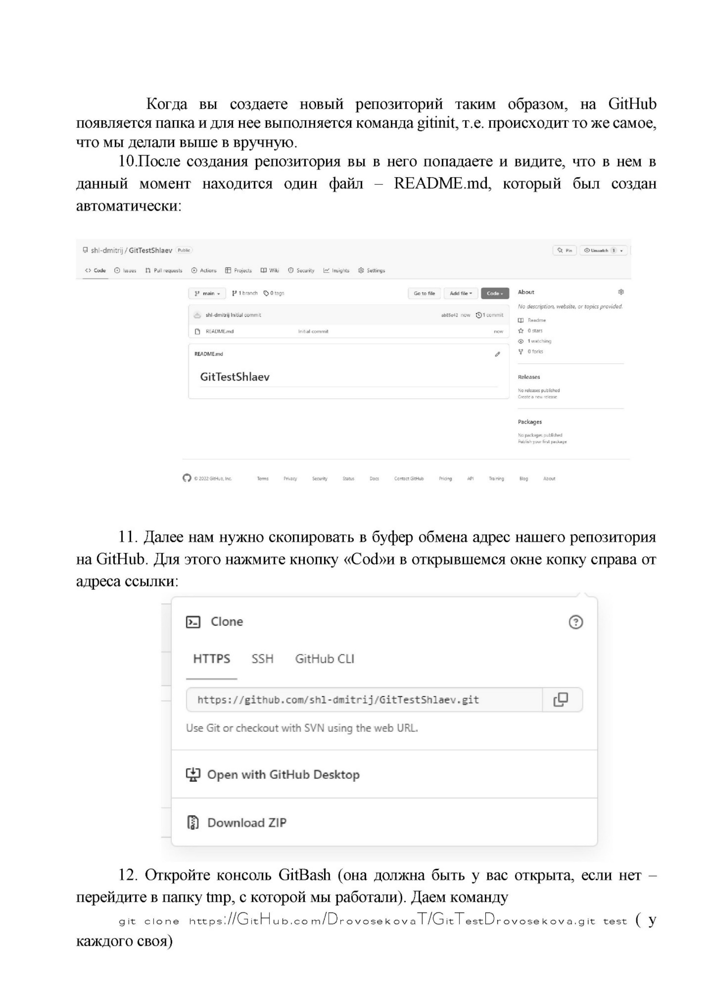 Когда вы создаете новый репозиторий таким образом, на GitHub
появляется папка и для нее выполняется команда gitinit, т.е. происходит то же самое,
что мы делали выше в вручную.
10.После создания репозитория вы в него попадаете и видите, что в нем в
данный момент находится один файл – README.md, который был создан
автоматически:
shl-dmitrij / GitTestShlaev Public Pin Unwatch 1
<> Code Issues Pull requests Actions Projects Wiki Security Insights Settings
main 1 branch 0 tags Go to file Add file Code About
No description, website, or topics provided.
shl-dmitrij Initial commit ab85e42 now 1 commit
Readme
README.md Initial commit now
0 stars
1 watching
0 forks
README.md
GitTestShlaev
Releases
No releases published
Create a new release
Packages
No packages published
Publish your first package
© 2022 GitHub, Inc. Terms Privacy Security Status Docs Contact GitHub Pricing API Training Blog About
11. Далее нам нужно скопировать в буфер обмена адрес нашего репозитория
на GitHub. Для этого нажмите кнопку «Cod»и в открывшемся окне копку справа от
адреса ссылки:
Clone
HTTPS SSH GitHub CLI
https://github.com/shl-dmitrij/GitTestShlaev.git
Use Git or checkout with SVN using the web URL.
Open with GitHub Desktop
Download ZIP
12. Откройте консоль GitBash (она должна быть у вас открыта, если нет –
перейдите в папку tmp, с которой мы работали). Даем команду
git clone https://GitHub.com/DrovosekovaT/GitTestDrovosekova.git test ( у
каждого своя)